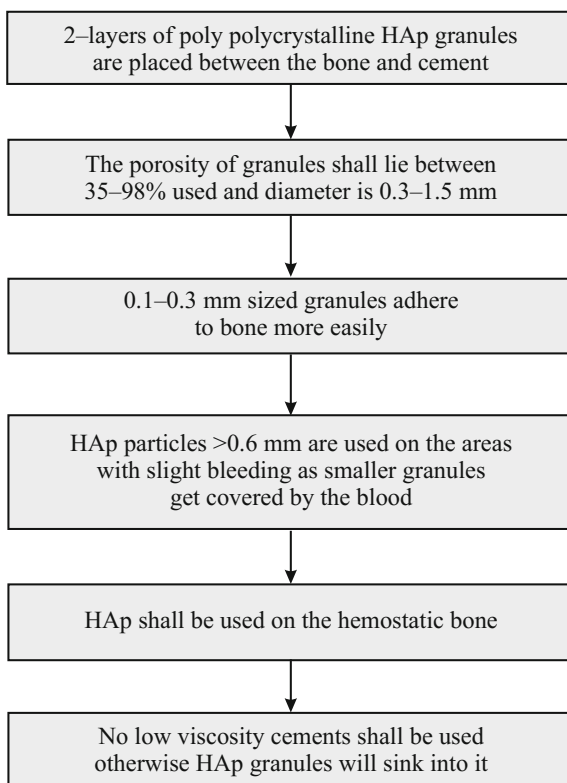 2–layers of poly polycrystalline HAp granules
are placed between the bone and cement
The porosity of granules shall lie between
35–98% used and diameter is 0.3–1.5 mm
0.1–0.3 mm sized granules adhere
to bone more easily
HAp particles >0.6 mm are used on the areas
with slight bleeding as smaller granules
get covered by the blood
HAp shall be used on the hemostatic bone
No low viscosity cements shall be used
otherwise HAp granules will sink into it